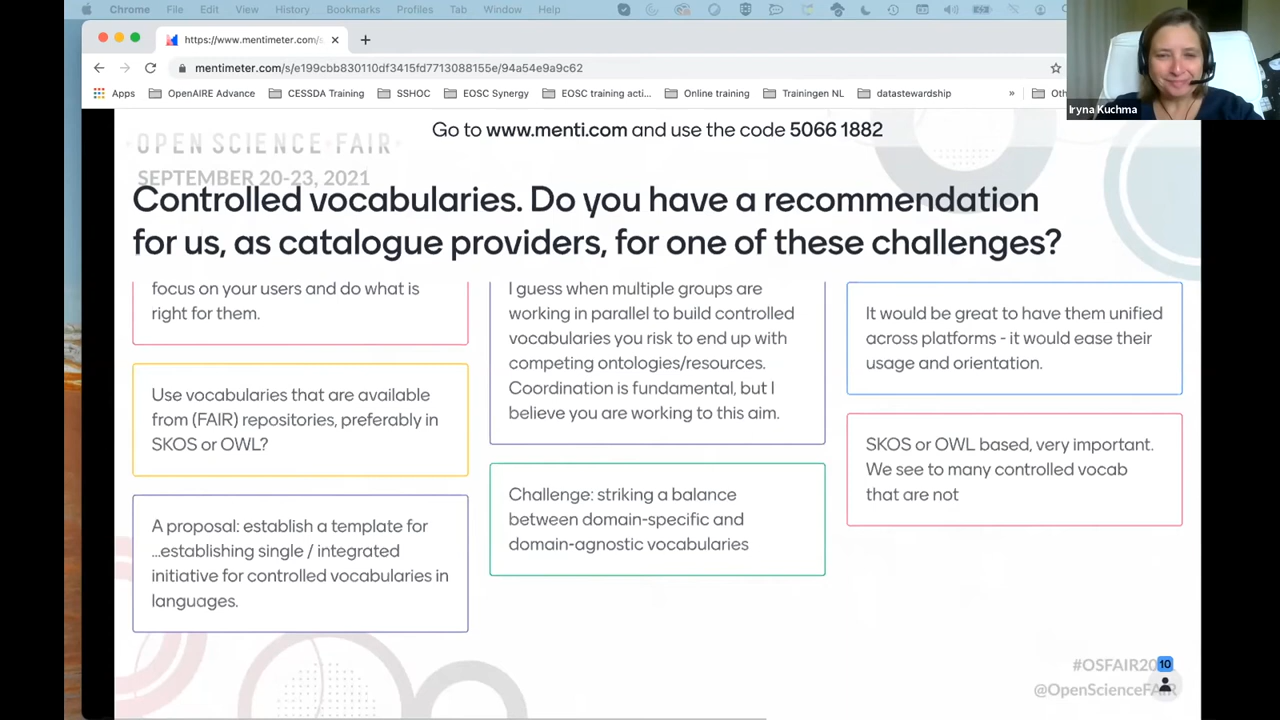 Chrome File Edit View History Bookmarks Profiles Tab Window Help
https://www.mentimeter.com/s
mentimeter.com/s/e199cbb830110df3415fd77130b8155e/94a54e9a9c62
Apps OpenAIRE Advance CESSDA Training SSHOC EOSC Synergy EOSC training acti... Online training Trainingen NL datastewardship » Oth
Iryna Kuchma
Go to www.menti.com and use the code 5066 1882
OPEN SCIENCE FAIR
SEPTEMBER 20-23, 2021
Controlled vocabularies. Do you have a recommendation
for us, as catalogue providers, for one of these challenges?
focus on your users and do what is
right for them.
Use vocabularies that are available
from (FAIR) repositories, preferably in
SKOS or OWL?
A proposal: establish a template for
...establishing single / integrated
initiative for controlled vocabularies in
languages.
I guess when multiple groups are
working in parallel to build controlled
vocabularies you risk to end up with
competing ontologies/resources.
Coordination is fundamental, but I
believe you are working to this aim.
Challenge: striking a balance
between domain-specific and
domain-agnostic vocabularies
It would be great to have them unified
across platforms - it would ease their
usage and orientation.
SKOS or OWL based, very important.
We see to many controlled vocab
that are not
#OSFAIR20
10
@OpenScienceFAIR